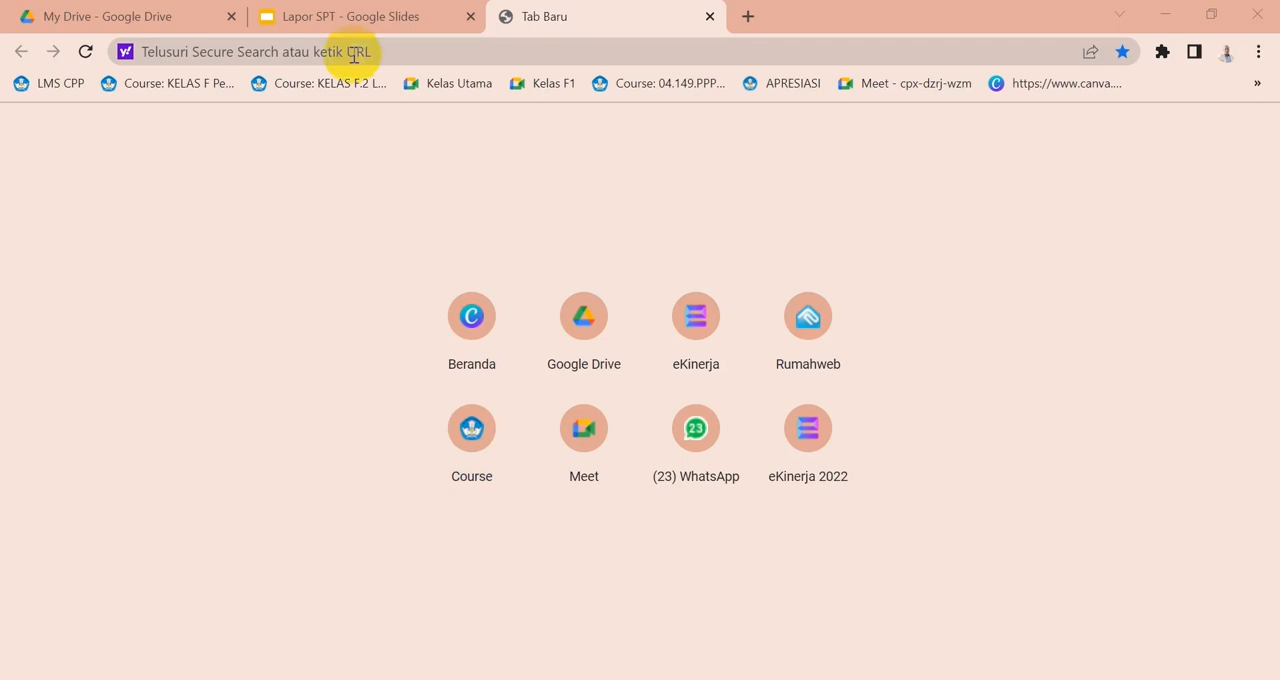 My Drive - Google Drive
Lapor SPT - Google Slides
Tab Baru
Telusuri Secure Search atau ketik URL
LMS CPP
Course: KELAS F Pe...
Course: KELAS F.2 L...
Kelas Utama
Kelas F1
Course: 04.149.PPP...
APRESIASI
Meet - cpx-dzrj-wzm
https://www.canva....
»
Beranda
Google Drive
eKinerja
Rumahweb
23
Course
Meet
(23) WhatsApp
eKinerja 2022